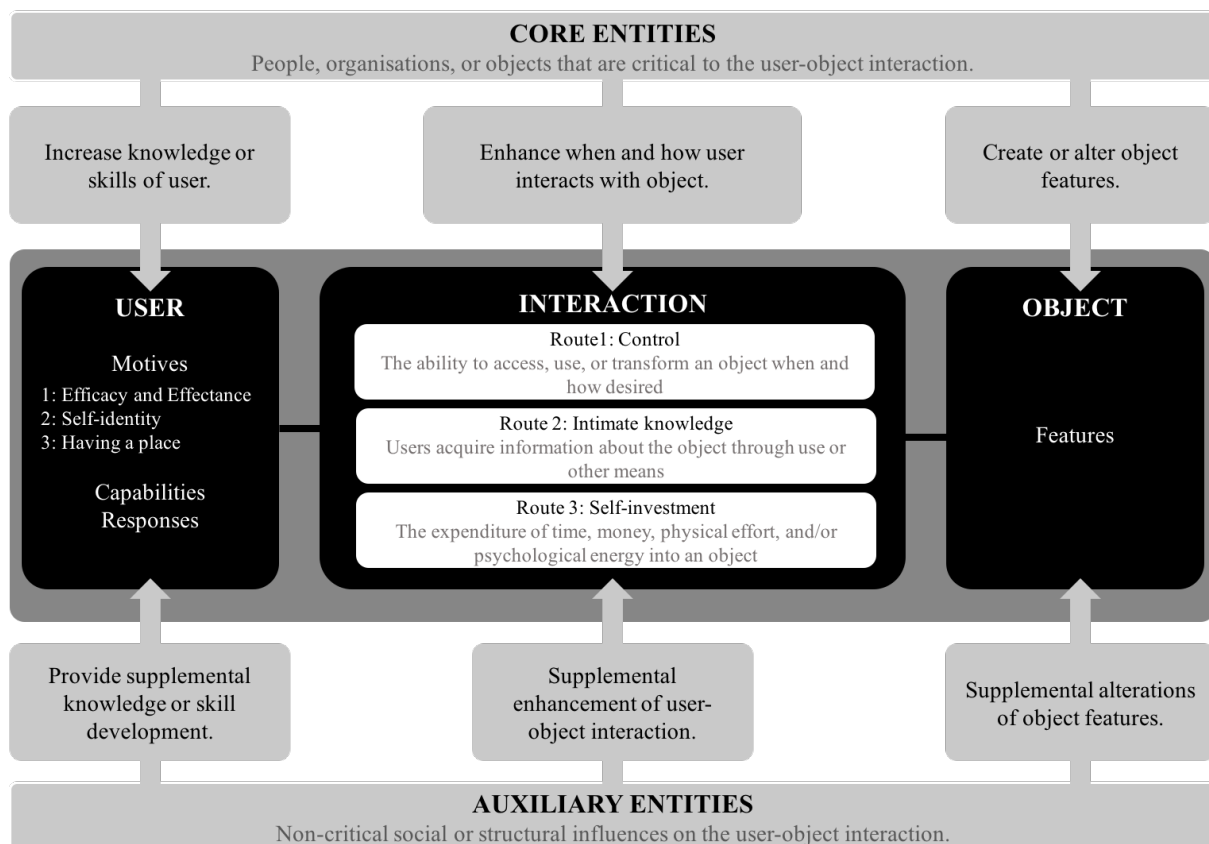 CORE ENTITIES
People, organisations, or objects that are critical to the user-object interaction.
Increase knowledge or
skills of user.
Enhance when and how user
interacts with object.
Create or alter object
features.
USER
Motives
1: Efficacy and Effectance
2: Self-identity
3: Having a place
Capabilities
Responses
INTERACTION
Route1: Control
The ability to access, use, or transform an object when and
how desired
Route 2: Intimate knowledge
Users acquire information about the object through use or
other means
Route 3: Self-investment
The expenditure of time, money, physical effort, and/or
psychological energy into an object
OBJECT
Features
Provide supplemental
knowledge or skill
development.
Supplemental
enhancement of user-
object interaction.
Supplemental alterations
of object features.
AUXILIARY ENTITIES
Non-critical social or structural influences on the user-object interaction.